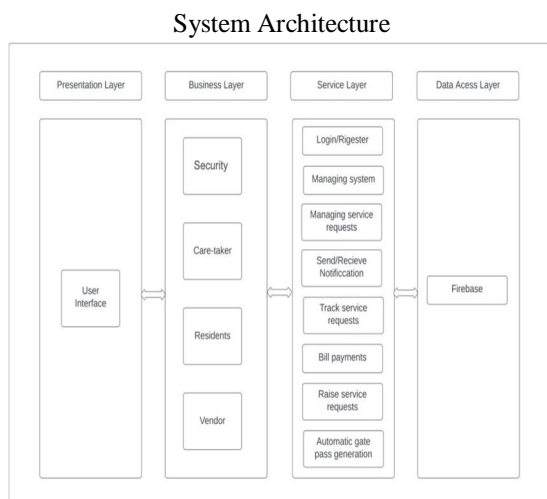 System Architecture
Presentation Layer
Business Layer
Service Layer
Data Acess Layer
User
Interface
Security
Care-taker
Residents
Vendor
Login/Rigester
Managing system
Managing service
requests
Send/Recieve
Notificcation
Track service
requests
Bill payments
Raise service
requests
Automatic gate
pass generation
Firebase